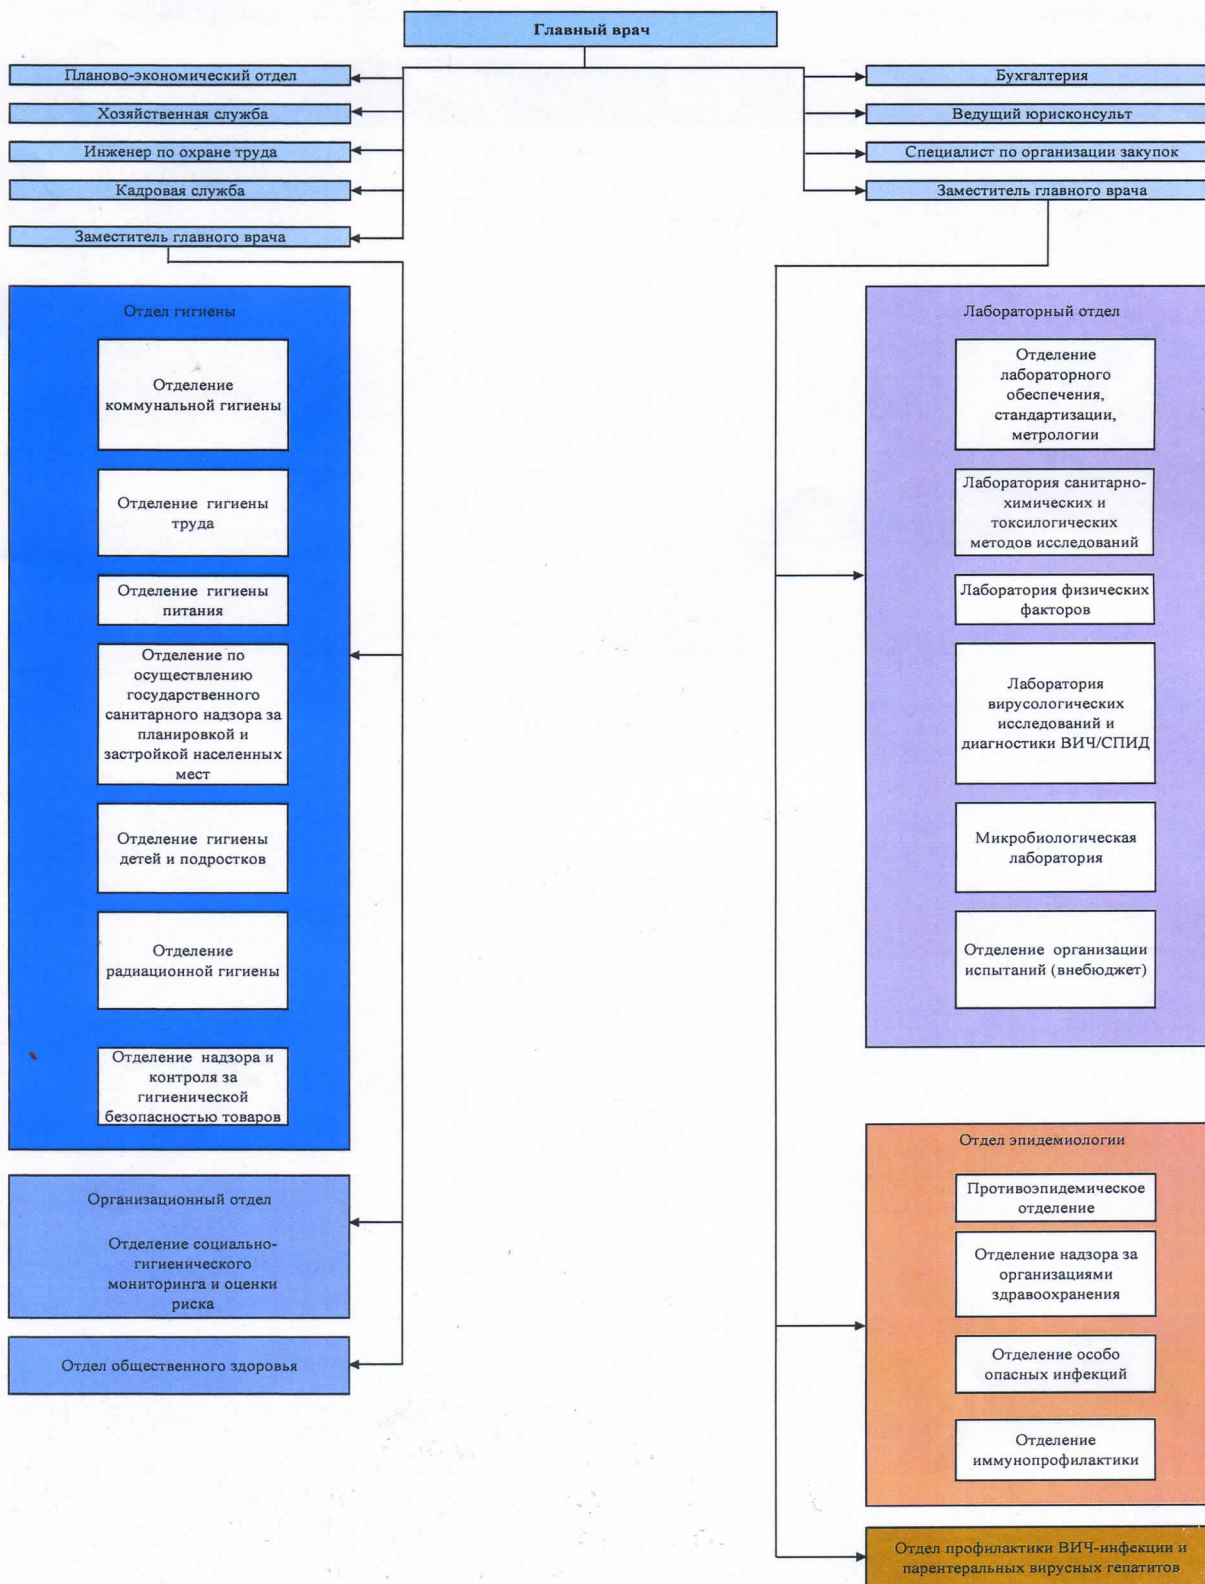 Главный врач
Планово-экономический отдел
Хозяйственная служба
Инженер по охране труда
Кадровая служба
Заместитель главного врача
Бухгалтерия
Ведущий юрисконсульт
Специалист по организации закупок
Заместитель главного врача
Отдел гигиены
Отделение
коммунальной гигиены
Отделение гигиены
труда
Отделение гигиены
питания
Отделение по
осуществлению
государственного
санитарного надзора за
планировкой и
застройкой населенных
мест
Отделение гигиены
детей и подростков
Отделение
радиационной гигиены
Отделение надзора и
контроля за
гигиенической
безопасностью товаров
Организационный отдел
Отделение социально-
гигиенического
мониторинга и оценки
риска
Отдел общественного здоровья
Лабораторный отдел
Отделение
лабораторного
обеспечения,
стандартизации,
метрологии
Лаборатория санитарно-
химических и
токсилогических
методов исследований
Лаборатория физических
факторов
Лаборатория
вирусологических
исследований и
диагностики ВИЧ/СПИД
Микробиологическая
лаборатория
Отделение организации
испытаний (внебюджет)
Отдел эпидемиологии
Противоэпидемическое
отделение
Отделение надзора за
организациями
здравоохранения
Отделение особо
опасных инфекций
Отделение
иммунопрофилактики
Отдел профилактики ВИЧ-инфекции и
парентеральных вирусных гепатитов